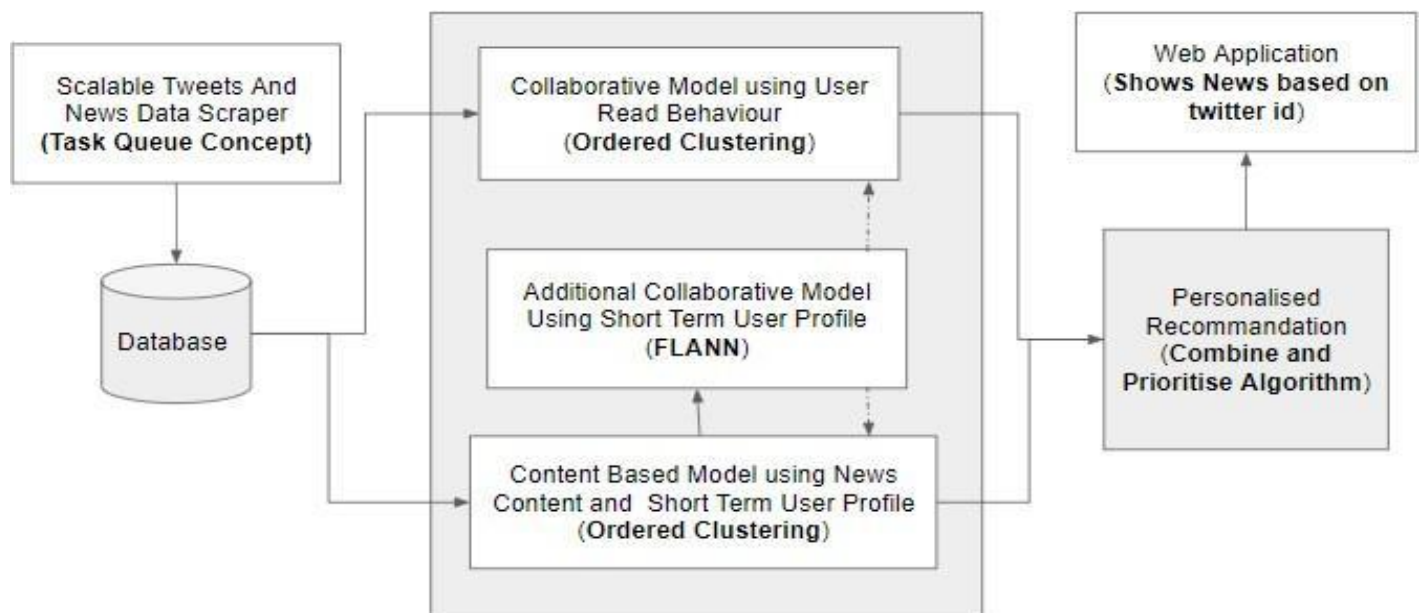 Scalable Tweets And
News Data Scraper
(Task Queue Concept)
Database
Collaborative Model using User
Read Behaviour
(Ordered Clustering)
Additional Collaborative Model
Using Short Term User Profile
(FLANN)
Content Based Model using News
Content and Short Term User Profile
(Ordered Clustering)
Web Application
(Shows News based on
twitter id)
Personalised
Recommandation
(Combine and
Prioritise Algorithm)